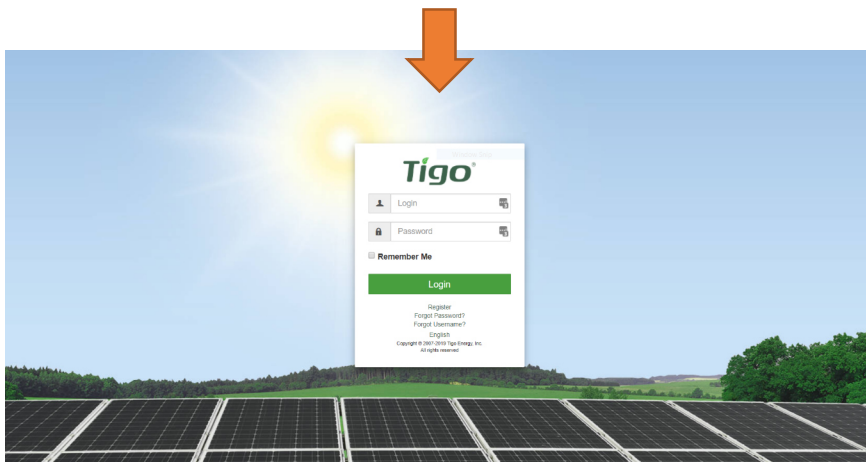 Tigo®
Login
Password
Remember Me
Login
Register
Forgot Password?
Forgot Username?
English
Copyright © 2007-2018 Tigo Energy, Inc.
All rights reserved